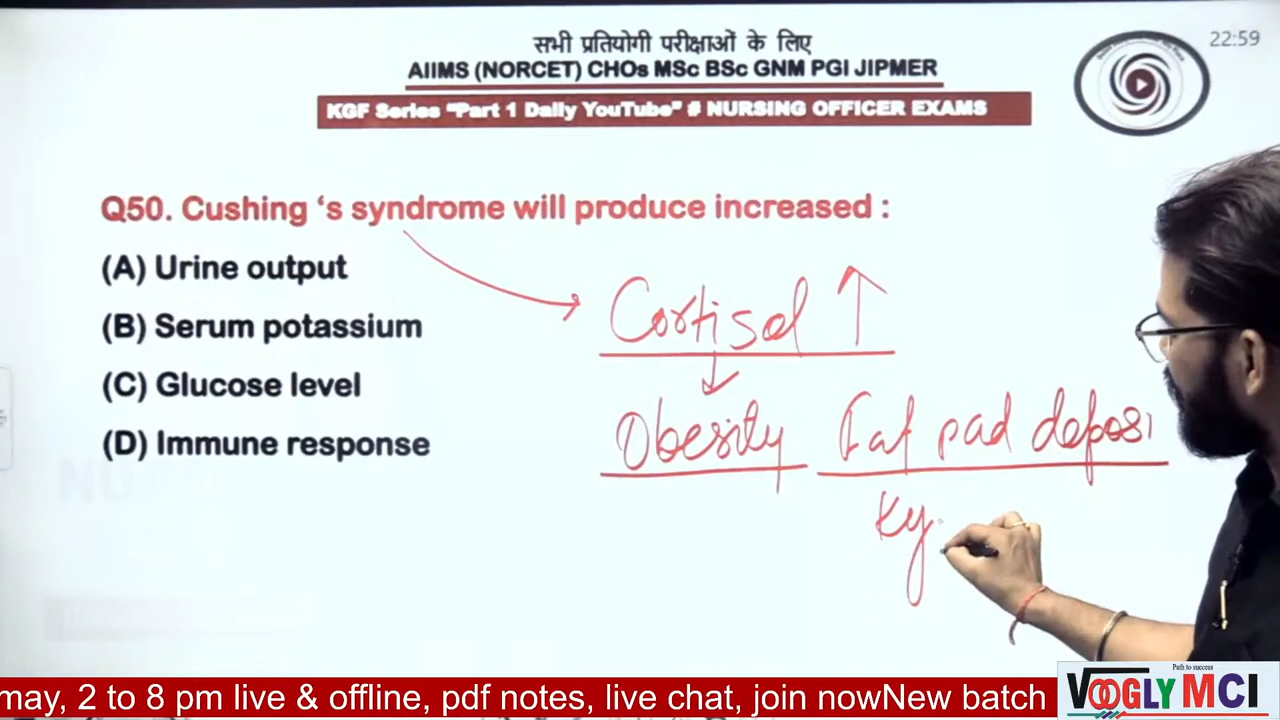 सभी प्रतियोगी परीक्षाओं के लिए
22:59
AIIMS (NORCET) CHOs MSc BSc GNM PGI JIPMER
KGF Series "Part 1 Daily YouTube" # NURSING OFFICER EXAMS
Q50. Cushing 's syndrome will produce increased :
(A) Urine output
(B) Serum potassium
(C) Glucose level
(D) Immune response
Cortisol ↑
Obesity Fat pad deposi
Ky
may, 2 to 8 pm live & offline, pdf notes, live chat, join nowNew batch
Path to success
VOOGLY MCI